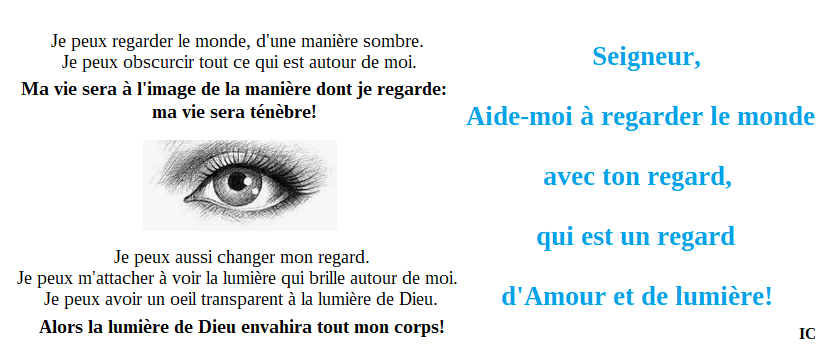 Je peux regarder le monde, d'une manière sombre.
Je peux obscurcir tout ce qui est autour de moi.
Ma vie sera à l'image de la manière dont je regarde:
ma vie sera ténèbre!
Je peux aussi changer mon regard.
Je peux m'attacher à voir la lumière qui brille autour de moi.
Je peux avoir un oeil transparent à la lumière de Dieu.
Alors la lumière de Dieu envahira tout mon corps!
Seigneur,
Aide-moi à regarder le monde
avec ton regard,
qui est un regard
d'Amour et de lumière!
IC